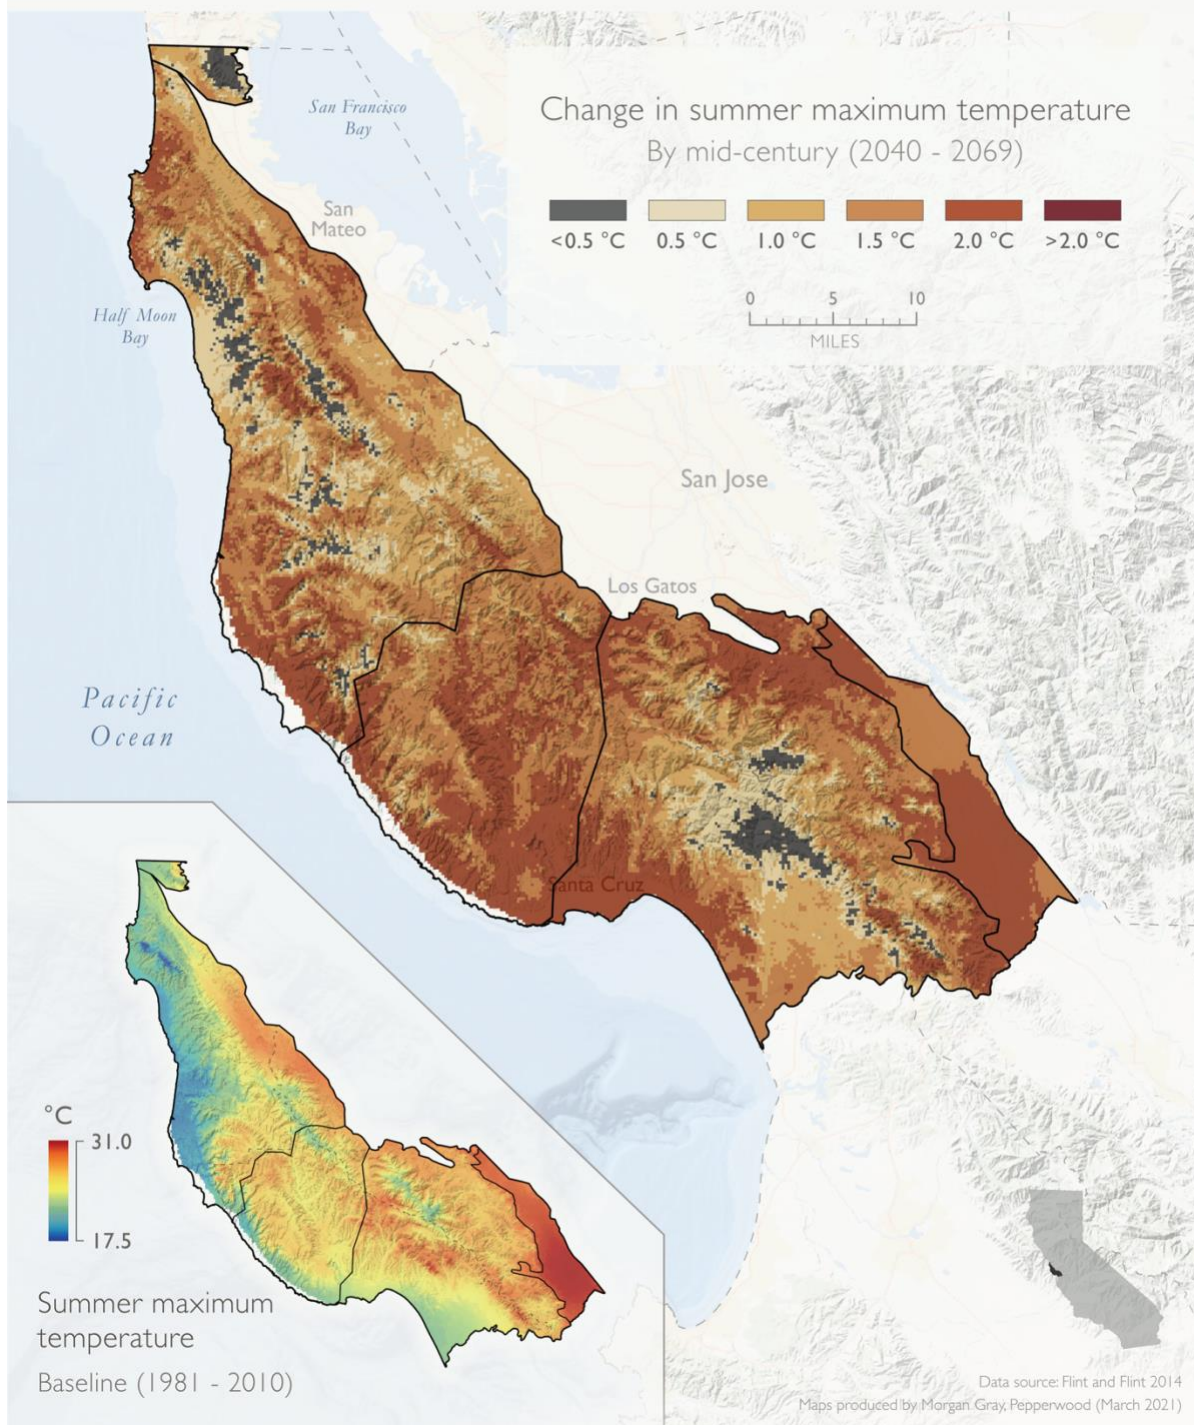 Change in summer maximum temperature
By mid-century (2040 - 2069)
<0.5 °C 0.5 °C 1.0 °C 1.5 °C 2.0 °C >2.0 °C
0 5 10
MILES
San Francisco
Bay
San
Mateo
Half Moon
Bay
San Jose
Los Gatos
Pacific
Ocean
Santa Cruz
°C
31.0
17.5
Summer maximum
temperature
Baseline (1981 - 2010)
Data source: Flint and Flint 2014
Maps produced by Morgan Gray, Pepperwood (March 2021)